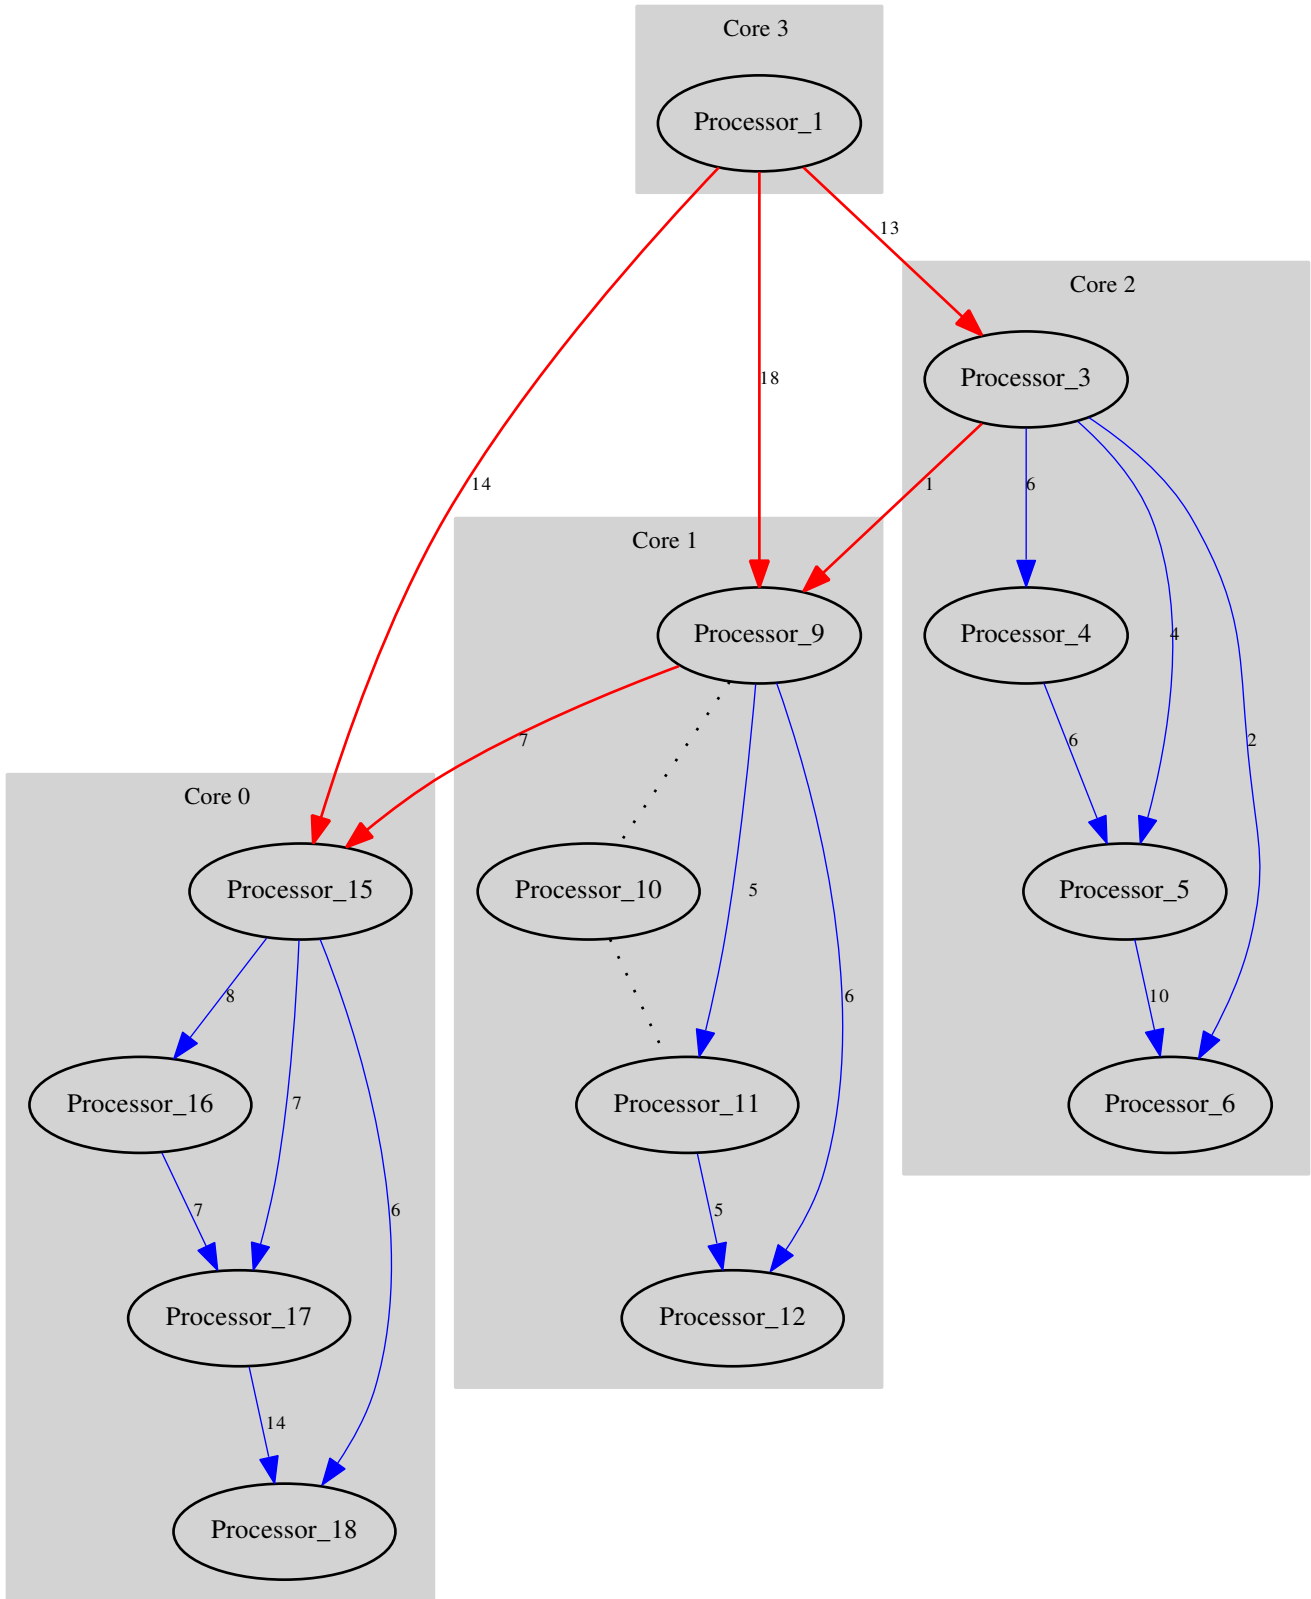 Core 3
Processor_1
13
Core 2
Processor_3
18
14
1
6
Core 1
Processor_9
Processor_4
4
7
6
2
Core 0
Processor_15
Processor_10
5
Processor_5
8
6
10
Processor_16
7
Processor_11
Processor_6
7
6
5
Processor_17
Processor_12
14
Processor_18